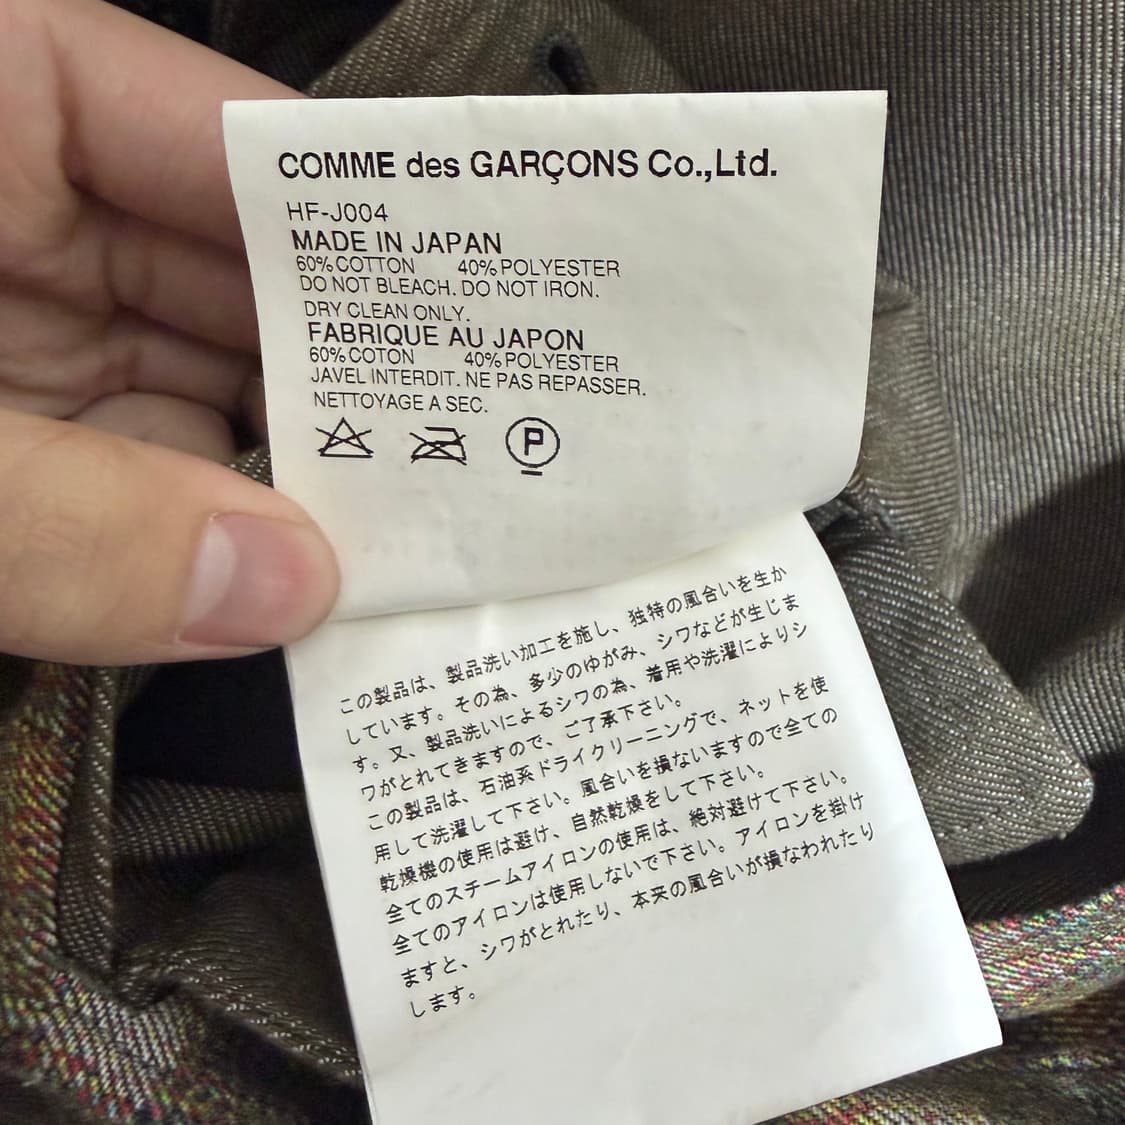 COMME des GARÇONS Co.,Ltd.
HF-J004
MADE IN JAPAN
60% COTTON 40% POLYESTER
DO NOT BLEACH. DO NOT IRON.
DRY CLEAN ONLY.
FABRIQUE AU JAPON
60% COTON 40% POLYESTER
JAVEL INTERDIT. NE PAS REPASSER.
NETTOYAGE A SEC.
P
この製品は、製品洗い加工を施し、独特の風合いを生か
しています。その為、多少のゆがみ、シワなどが生じま
す。又、製品洗いによるシワの為、着用や洗濯によりシ
ワがとれてきますので、ご了承下さい。
この製品は、石油系ドライクリーニングで、ネットを使
用して洗濯して下さい。風合いを損ないますので全ての
乾燥機の使用は避け、自然乾燥をして下さい。
全てのスチームアイロンの使用は、絶対避けて下さい。
全てのアイロンは使用しないで下さい。アイロンを掛け
ますと、シワがとれたり、本来の風合いが損なわれたり
します。